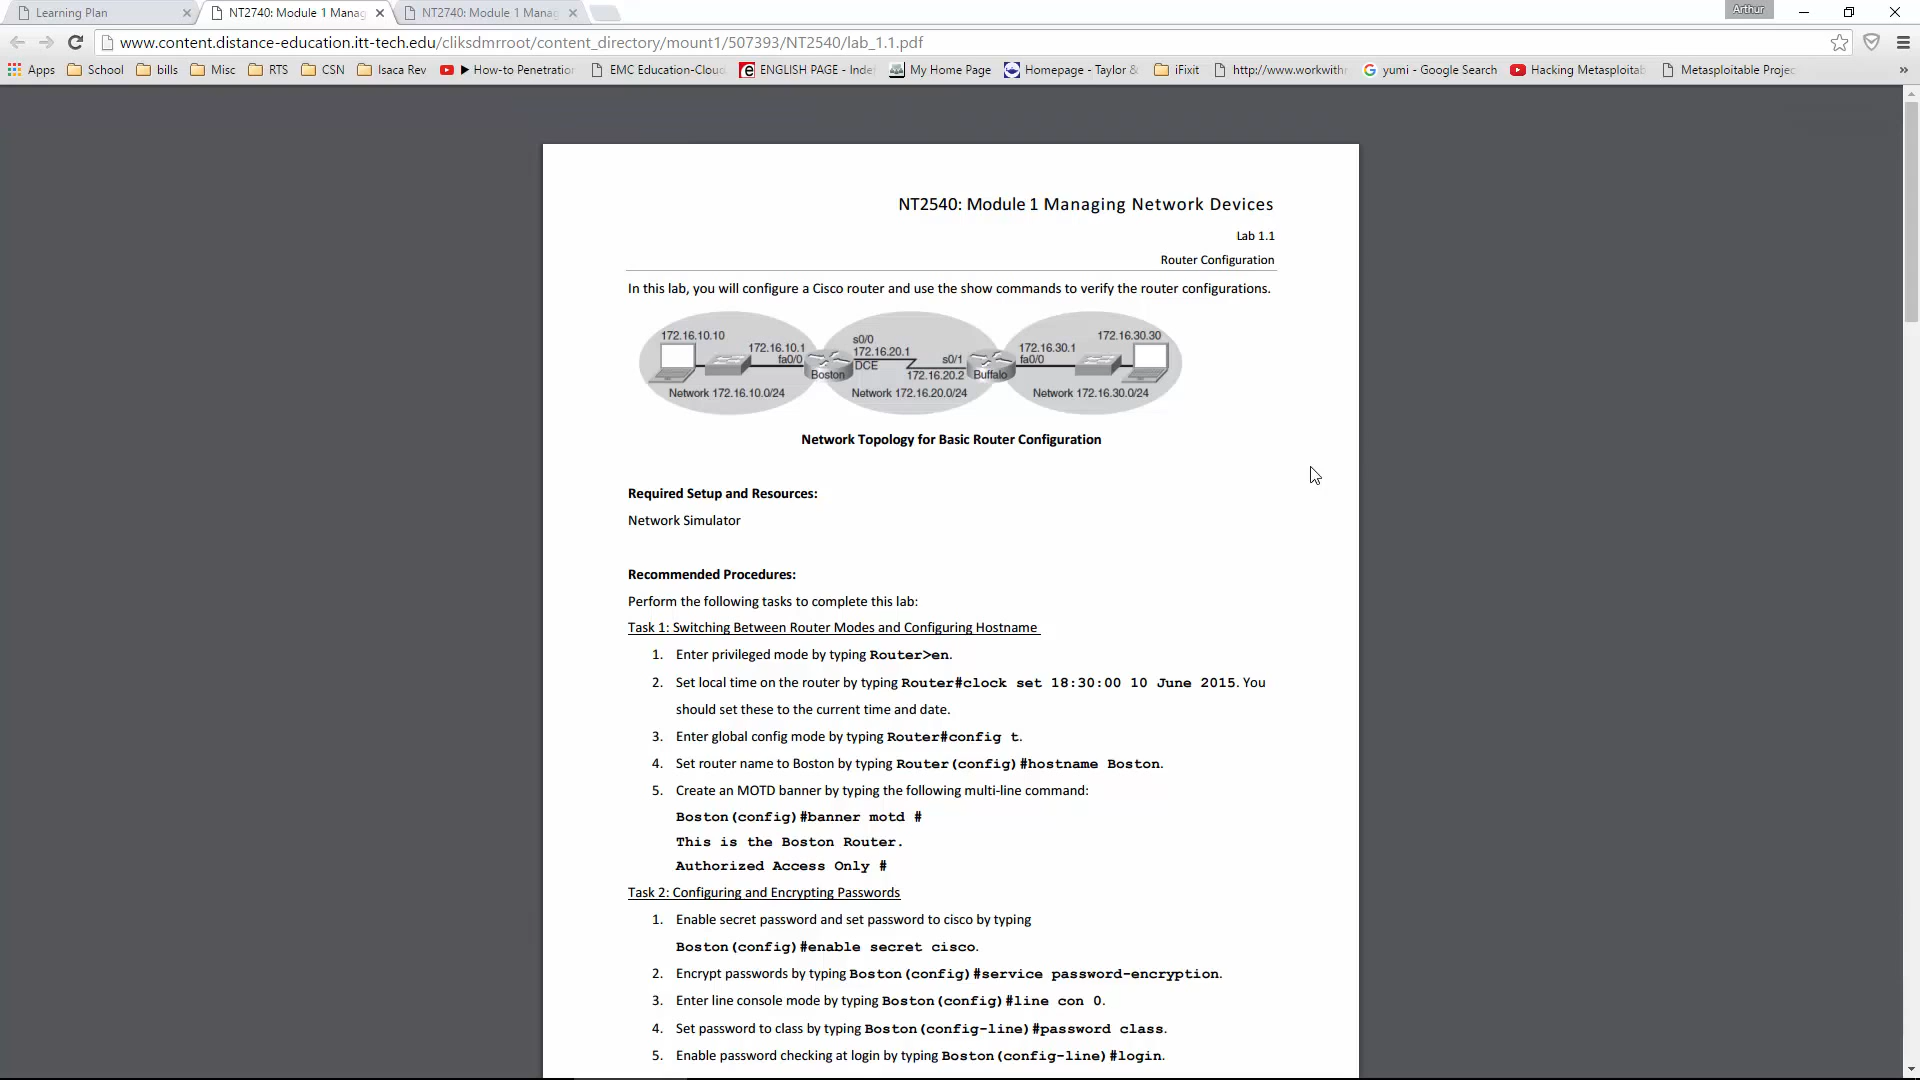 Learning Plan
NT2740: Module 1 Manag
NT2740: Module 1 Manag
Arthur
www.content.distance-education.itt-tech.edu/cliksdmrroot/content_directory/mount1/507393/NT2540/lab_1.1.pdf
Apps School bills Misc RTS CSN Isaca Rev ► How-to Penetratio EMC Education-Cloud ENGLISH PAGE - Inde My Home Page Homepage - Taylor & iFixit http://www.workwithr yumi - Google Search Hacking Metasploitab Metasploitable Projec »
NT2540: Module 1 Managing Network Devices
Lab 1.1
Router Configuration
In this lab, you will configure a Cisco router and use the show commands to verify the router configurations.
172.16.10.10
172.16.10.1
fa0/0
Boston
s0/0
172.16.20.1
DCE
s0/1
172.16.20.2
Buffalo
172.16.30.1
fa0/0
172.16.30.30
Network 172.16.10.0/24
Network 172.16.20.0/24
Network 172.16.30.0/24
Network Topology for Basic Router Configuration
Required Setup and Resources:
Network Simulator
Recommended Procedures:
Perform the following tasks to complete this lab:
Task 1: Switching Between Router Modes and Configuring Hostname
1. Enter privileged mode by typing Router>en.
2. Set local time on the router by typing Router#clock set 18:30:00 10 June 2015. You
should set these to the current time and date.
3. Enter global config mode by typing Router#config t.
4. Set router name to Boston by typing Router(config)#hostname Boston.
5. Create an MOTD banner by typing the following multi-line command:
Boston(config)#banner motd #
This is the Boston Router.
Authorized Access Only #
Task 2: Configuring and Encrypting Passwords
1. Enable secret password and set password to cisco by typing
Boston(config)#enable secret cisco.
2. Encrypt passwords by typing Boston(config)#service password-encryption.
3. Enter line console mode by typing Boston(config)#line con 0.
4. Set password to class by typing Boston(config-line)#password class.
5. Enable password checking at login by typing Boston(config-line)#login.